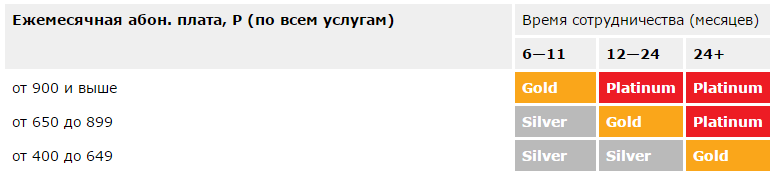 Ежемесячная абон. плата, Р (по всем услугам) Время сотрудничества (месяцев)
6—11 12—24 24+
от 900 и выше Gold Platinum Platinum
от 650 до 899 Silver Gold Platinum
от 400 до 649 Silver Silver Gold